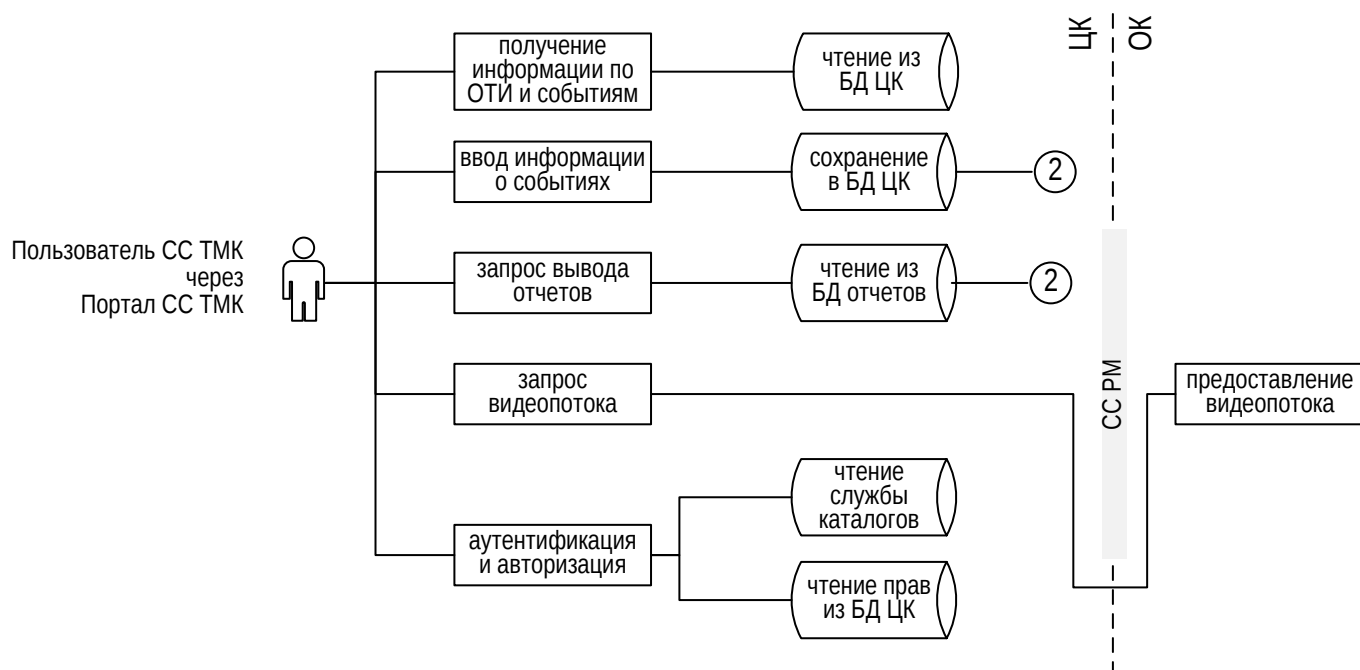 получение
информации по
ОТИ и событиям
чтение из
БД ЦК
ЦК
ОК
ввод информации
о событиях
сохранение
в БД ЦК
2
Пользователь СС ТМК
через
Портал СС ТМК
запрос вывода
отчетов
чтение из
БД отчетов
2
запрос
видеопотока
СС РМ
предоставление
видеопотока
чтение
службы
каталогов
аутентификация
и авторизация
чтение прав
из БД ЦК